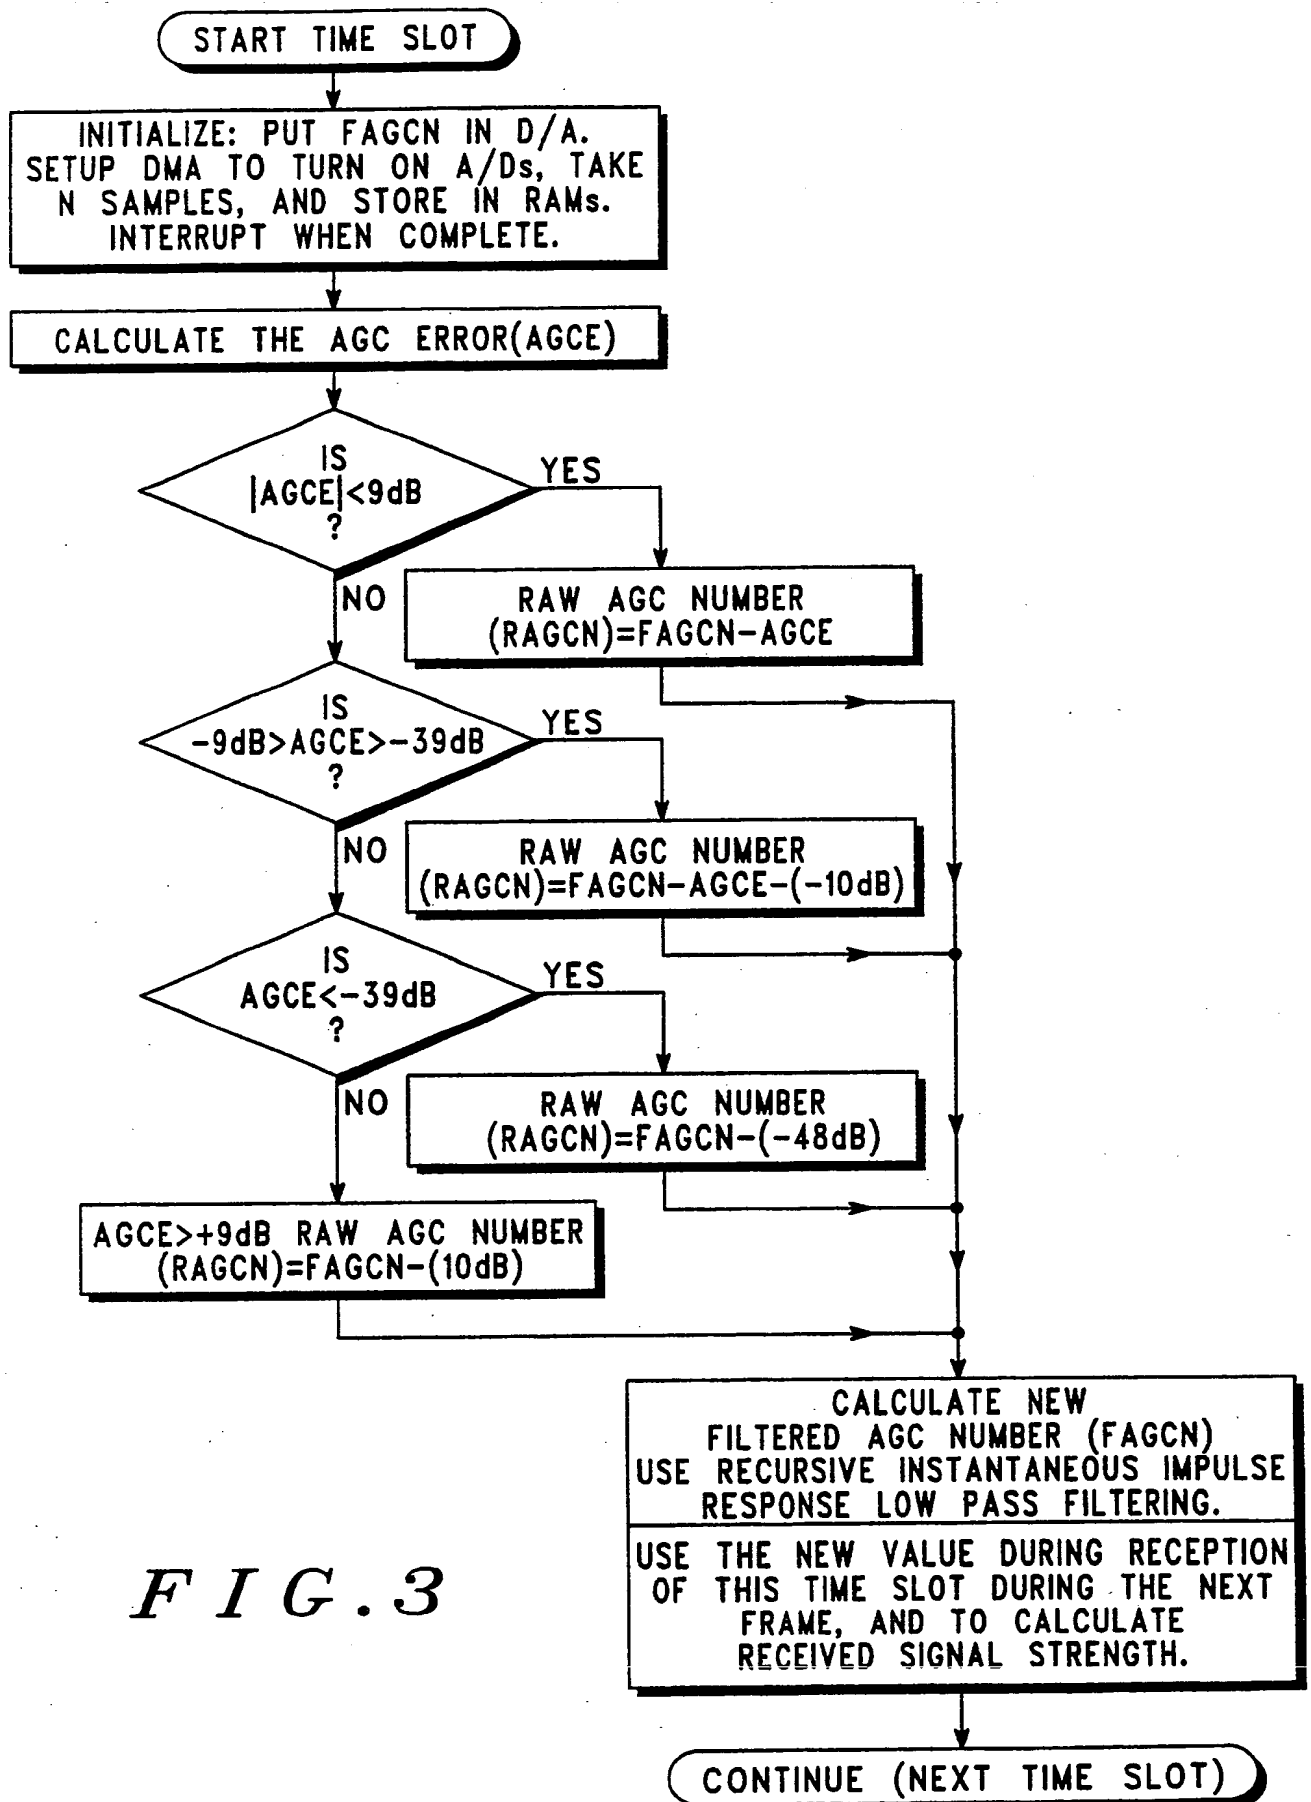 START TIME SLOT
INITIALIZE: PUT FAGCN IN D/A.
SETUP DMA TO TURN ON A/Ds, TAKE
N SAMPLES, AND STORE IN RAMs.
INTERRUPT WHEN COMPLETE.
CALCULATE THE AGC ERROR(AGCE)
IS
|AGCE|<9dB
?
YES
NO
RAW AGC NUMBER
(RAGCN)=FAGCN-AGCE
IS
-9dB>AGCE>-39dB
?
YES
NO
RAW AGC NUMBER
(RAGCN)=FAGCN-AGCE-(-10dB)
IS
AGCE<-39dB
?
YES
NO
RAW AGC NUMBER
(RAGCN)=FAGCN-(-48dB)
AGCE>+9dB RAW AGC NUMBER
(RAGCN)=FAGCN-(10dB)
CALCULATE NEW
FILTERED AGC NUMBER (FAGCN)
USE RECURSIVE INSTANTANEOUS IMPULSE
RESPONSE LOW PASS FILTERING.
USE THE NEW VALUE DURING RECEPTION
OF THIS TIME SLOT DURING THE NEXT
FRAME, AND TO CALCULATE
RECEIVED SIGNAL STRENGTH.
FIG.3
CONTINUE (NEXT TIME SLOT)